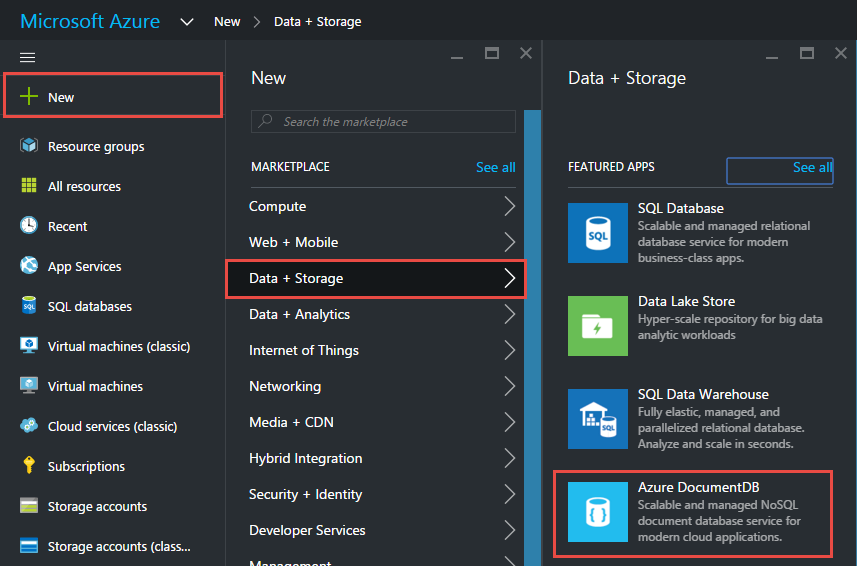 Microsoft Azure New Data + Storage
New
Resource groups
All resources
Recent
App Services
SQL databases
Virtual machines (classic)
Virtual machines
Cloud services (classic)
Subscriptions
Storage accounts
Storage accounts (class...
New
Search the marketplace
MARKETPLACE See all
Compute
Web + Mobile
Data + Storage
Data + Analytics
Internet of Things
Networking
Media + CDN
Hybrid Integration
Security + Identity
Developer Services
Management
Data + Storage
FEATURED APPS See all
SQL
SQL Database
Scalable and managed relational
database service for modern
business-class apps.
Data Lake Store
Hyper-scale repository for big data
analytic workloads
SQL
SQL Data Warehouse
Fully elastic, managed, and
parallelized relational database.
Analyze and scale in seconds.
{ }
Azure DocumentDB
Scalable and managed NoSQL
document database service for
modern cloud applications.